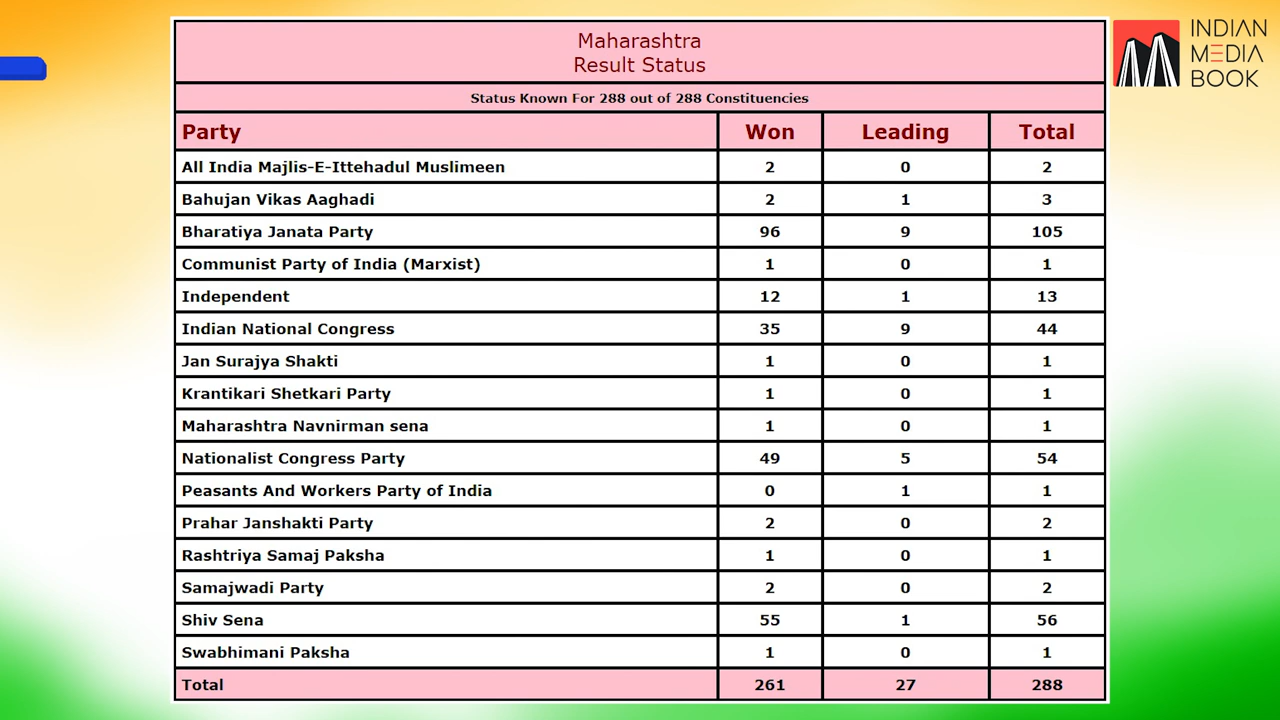 Maharashtra
Result Status
Status Known For 288 out of 288 Constituencies
Party Won Leading Total
All India Majlis-E-Ittehadul Muslimeen 2 0 2
Bahujan Vikas Aaghadi 2 1 3
Bharatiya Janata Party 96 9 105
Communist Party of India (Marxist) 1 0 1
Independent 12 1 13
Indian National Congress 35 9 44
Jan Surajya Shakti 1 0 1
Krantikari Shetkari Party 1 0 1
Maharashtra Navnirman sena 1 0 1
Nationalist Congress Party 49 5 54
Peasants And Workers Party of India 0 1 1
Prahar Janshakti Party 2 0 2
Rashtriya Samaj Paksha 1 0 1
Samajwadi Party 2 0 2
Shiv Sena 55 1 56
Swabhimani Paksha 1 0 1
Total 261 27 288
INDIAN
MEDIA
BOOK